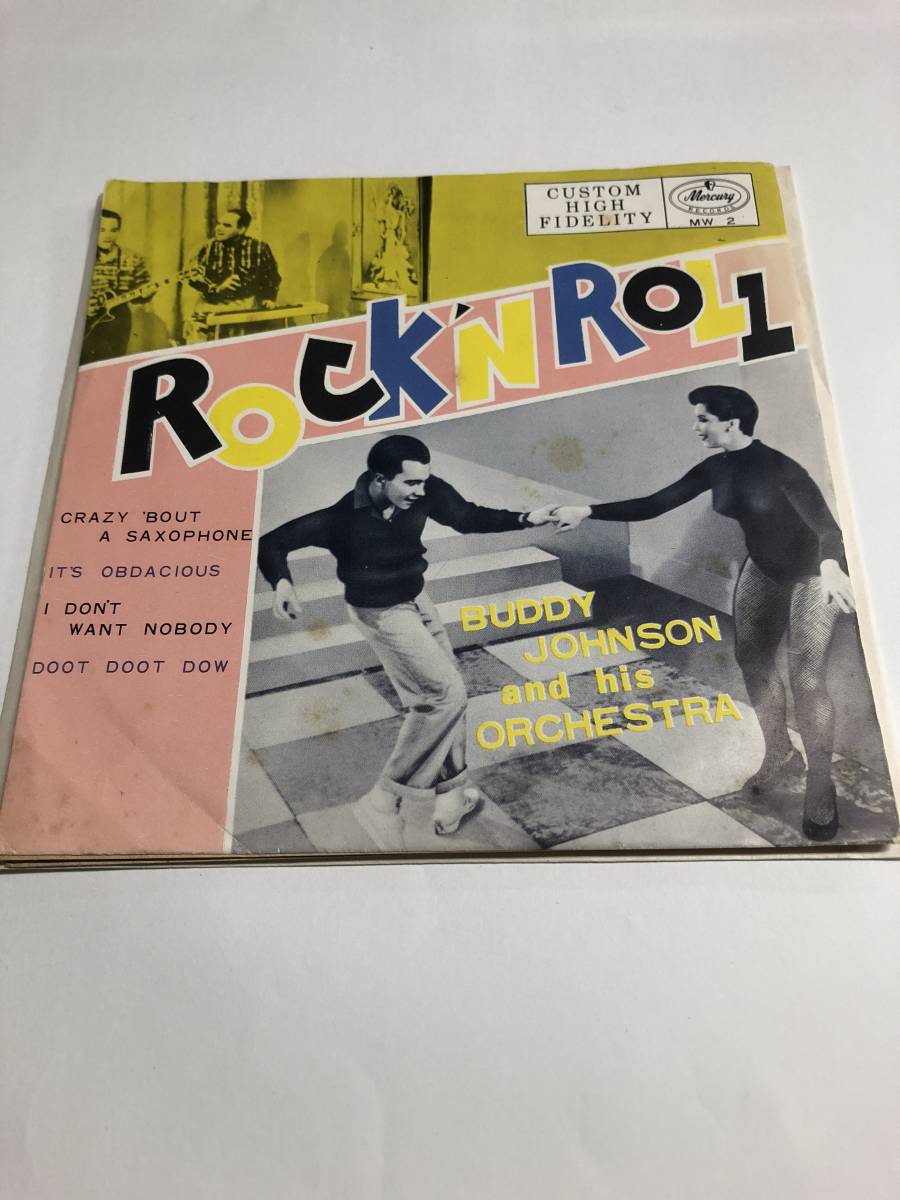 CUSTOM
HIGH
FIDELITY
Mercury
RECORDS
MW 2
ROCK'N ROLL
CRAZY 'BOUT
A SAXOPHONE
IT'S OBDACIOUS
I DON'T
WANT NOBODY
DOOT DOOT DOW
BUDDY
JOHNSON
and his
ORCHESTRA